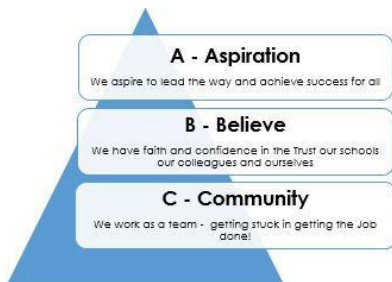 A - Aspiration
We aspire to lead the way and achieve success for all
B - Believe
We have faith and confidence in the Trust our schools
our colleagues and ourselves
C - Community
We work as a team - getting stuck in getting the Job
done!